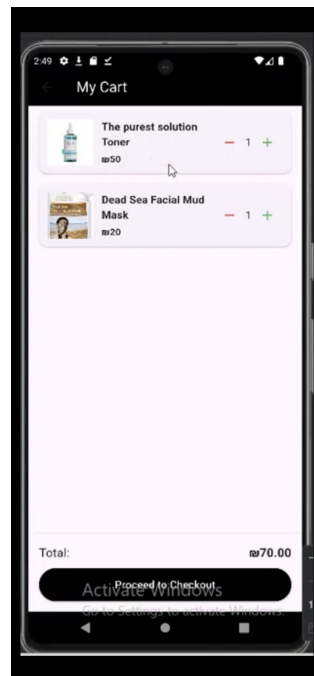 2:49
My Cart
The purest solution
Toner
₪50
− 1 +
Dead Sea Facial Mud
Mask
₪20
− 1 +
Total:
₪70.00
Proceed to Checkout
Activate Windows
Go to Settings to activate Windows.